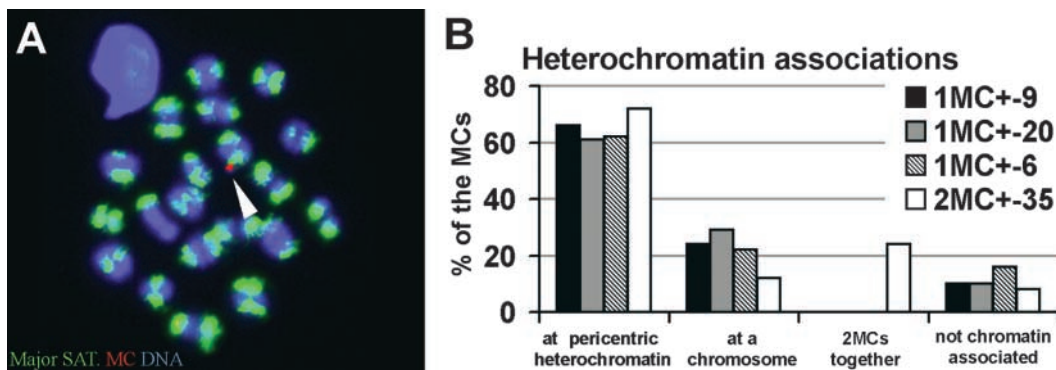 A
Major SAT. MC DNA
B
Heterochromatin associations
% of the MCs
80
60
40
20
0
1MC+-9
1MC+-20
1MC+-6
2MC+-35
at pericentric
heterochromatin
at a
chromosome
2MCs
together
not chromatin
associated